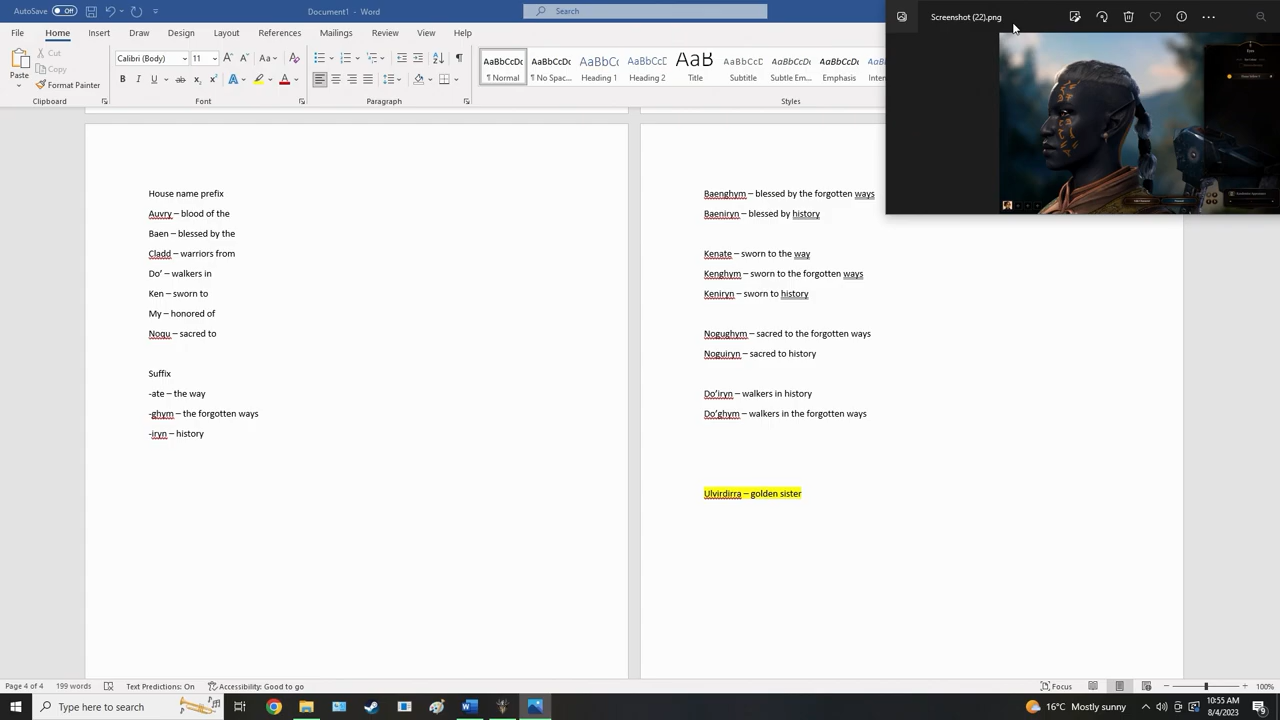 AutoSave Off
Document1 - Word
Search
File Home Insert Draw Design Layout References Mailings Review View Help
Paste
Cut
Copy
Format Painter
Clipboard
Calibri (Body) 11
Font
Paragraph
AaBbCcDc AaBbCcDc AaBbCc AaBbCcD AaB AaBbCcD AaBbCcDc AaBbCcDc
¶ Normal ¶ No Spac... Heading 1 Heading 2 Title Subtitle Subtle Em... Emphasis
Styles
Screenshot (22).png
House name prefix
Auvry – blood of the
Baen – blessed by the
Cladd – warriors from
Do’ – walkers in
Ken – sworn to
My – honored of
Noqu – sacred to
Suffix
-ate – the way
-ghym – the forgotten ways
-iryn – history
Baenghym – blessed by the forgotten ways
Baeniryn – blessed by history
Kenate – sworn to the way
Kenghym – sworn to the forgotten ways
Keniryn – sworn to history
Nogughym – sacred to the forgotten ways
Noguiryn – sacred to history
Do’iryn – walkers in history
Do’ghym – walkers in the forgotten ways
Ulvirdirra – golden sister
Page 4 of 4 199 words Text Predictions: On Accessibility: Good to go
Focus
100%
Type here to search
16°C Mostly sunny
10:55 AM
8/4/2023